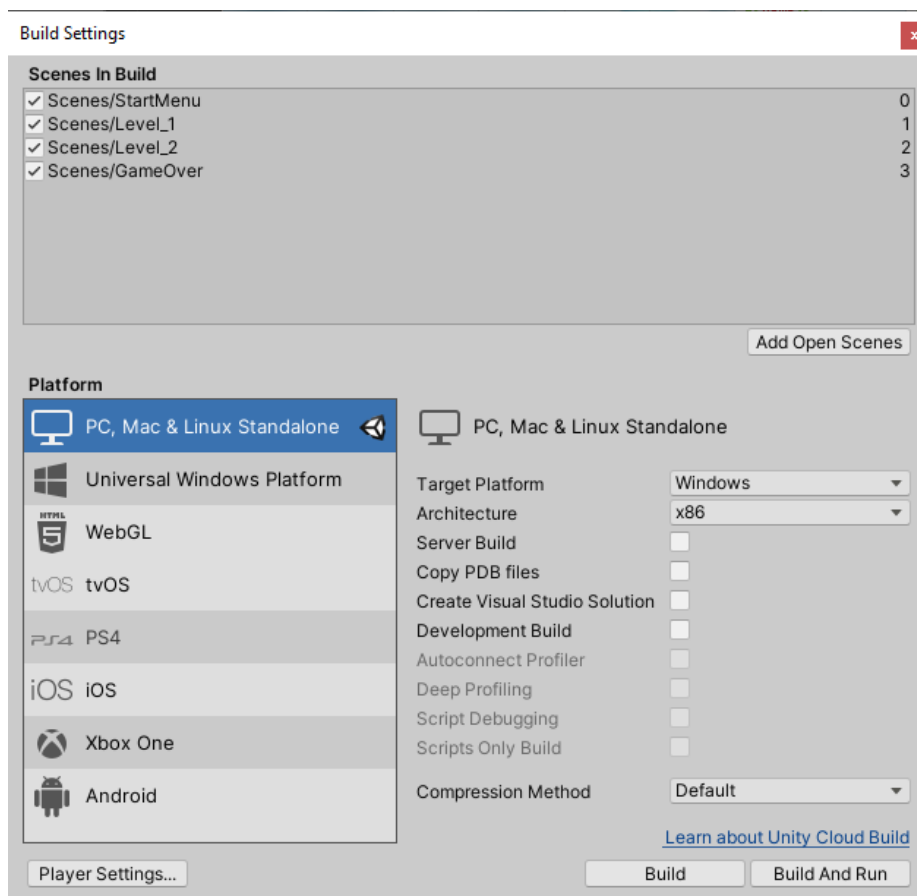 Build Settings
x
Scenes In Build
Scenes/StartMenu 0
Scenes/Level_1 1
Scenes/Level_2 2
Scenes/GameOver 3
Add Open Scenes
Platform
PC, Mac & Linux Standalone
Universal Windows Platform
HTML 5 WebGL
tvOS tvOS
PS4 PS4
iOS iOS
Xbox One
Android
PC, Mac & Linux Standalone
Target Platform Windows
Architecture x86
Server Build
Copy PDB files
Create Visual Studio Solution
Development Build
Autoconnect Profiler
Deep Profiling
Script Debugging
Scripts Only Build
Compression Method Default
Learn about Unity Cloud Build
Player Settings... Build Build And Run